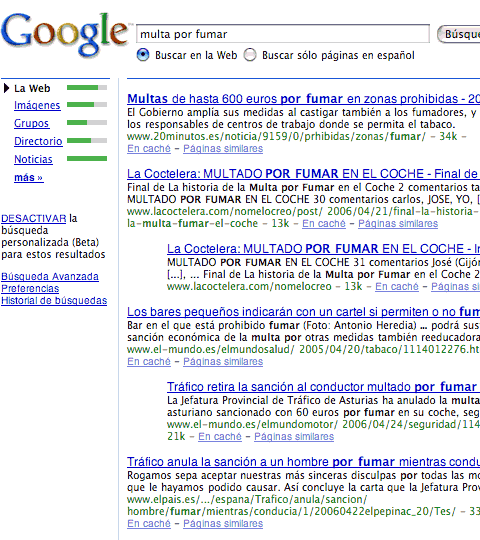 Google
multa por fumar
Búsqu
Buscar en la Web Buscar sólo páginas en español
La Web
Imágenes
Grupos
Directorio
Noticias
más »
DESACTIVAR la
búsqueda
personalizada (Beta)
para estos resultados
Búsqueda Avanzada
Preferencias
Historial de búsquedas
Multas de hasta 600 euros por fumar en zonas prohibidas - 20
El Gobierno amplía sus medidas al castigar también a los fumadores, y
los responsables de centros de trabajo donde se permita el tabaco.
www.20minutos.es/noticia/9159/0/prhibidas/zonas/fumar/ - 34k -
En caché - Páginas similares
La Coctelera: MULTADO POR FUMAR EN EL COCHE - Final de
Final de La historia de la Multa por Fumar en el Coche 2 comentarios ta
MULTADO POR FUMAR EN EL COCHE 30 comentarios carlos, JOSE, YO, [
www.lacoctelera.com/nomelocreo/post/ 2006/04/21/final-la-historia-
la-multa-fumar-el-coche - 13k - En caché - Páginas similares
La Coctelera: MULTADO POR FUMAR EN EL COCHE - In
MULTADO POR FUMAR EN EL COCHE 31 comentarios José (Gijón
[...], ... Final de La historia de la Multa por Fumar en el Coche 2
www.lacoctelera.com/nomelocreo - 13k - En caché - Páginas
Los bares pequeños indicarán con un cartel si permiten o no fum
Bar en el que está prohibido fumar (Foto: Antonio Heredia) ... podrá sus
sanción económica de la multa por otras medidas también reeducadora
www.el-mundo.es/elmundosalud/ 2005/04/20/tabaco/1114012276.ht
En caché - Páginas similares
Tráfico retira la sanción al conductor multado por fumar
La Jefatura Provincial de Tráfico de Asturias ha anulado la multa
asturiano sancionado con 60 euros por fumar en su coche, seg
www.el-mundo.es/elmundomotor/ 2006/04/24/seguridad/114
21k - En caché - Páginas similares
Tráfico anula la sanción a un hombre por fumar mientras condu
Rogamos sepa aceptar nuestras más sinceras disculpas por todas las mo
que le hayamos podido causar. Así concluye la carta que la Jefatura Prov
www.elpais.es/.../espana/Trafico/anula/sancion/
hombre/fumar/mientras/conducia/1/20060422elpepinac_20/Tes/ - 33
En caché - Páginas similares